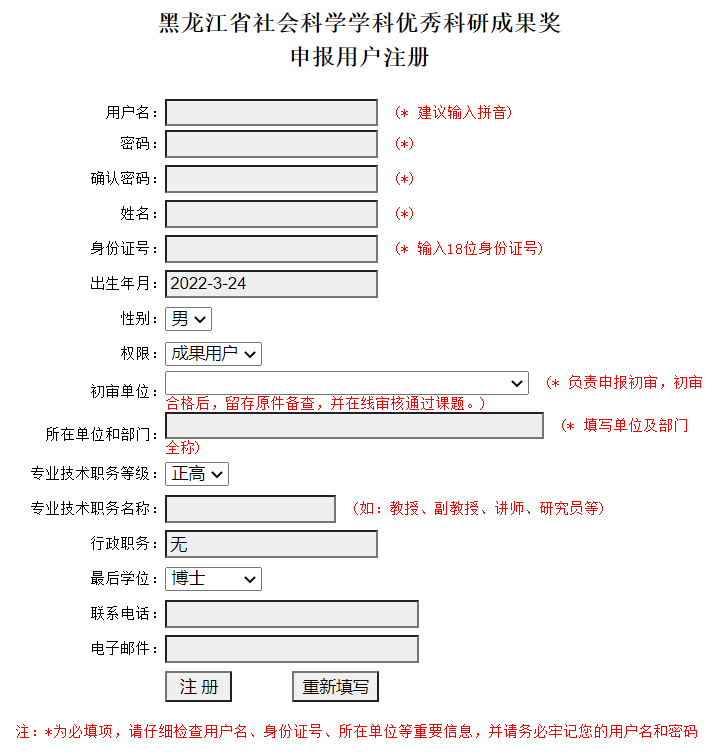 黑龙江省社会科学学科优秀科研成果奖
申报用户注册
用户名： (* 建议输入拼音)
密码： (*)
确认密码： (*)
姓名： (*)
身份证号： (* 输入18位身份证号)
出生年月： 2022-3-24
性别： 男
权限： 成果用户
初审单位： (* 负责申报初审，初审
合格后，留存原件备查，并在线审核通过课题。)
所在单位和部门： (* 填写单位及部门
全称)
专业技术职务等级： 正高
专业技术职务名称： (如：教授、副教授、讲师、研究员等)
行政职务： 无
最后学位： 博士
联系电话：
电子邮件：
注 册 重新填写
注：*为必填项，请仔细检查用户名、身份证号、所在单位等重要信息，并请务必牢记您的用户名和密码